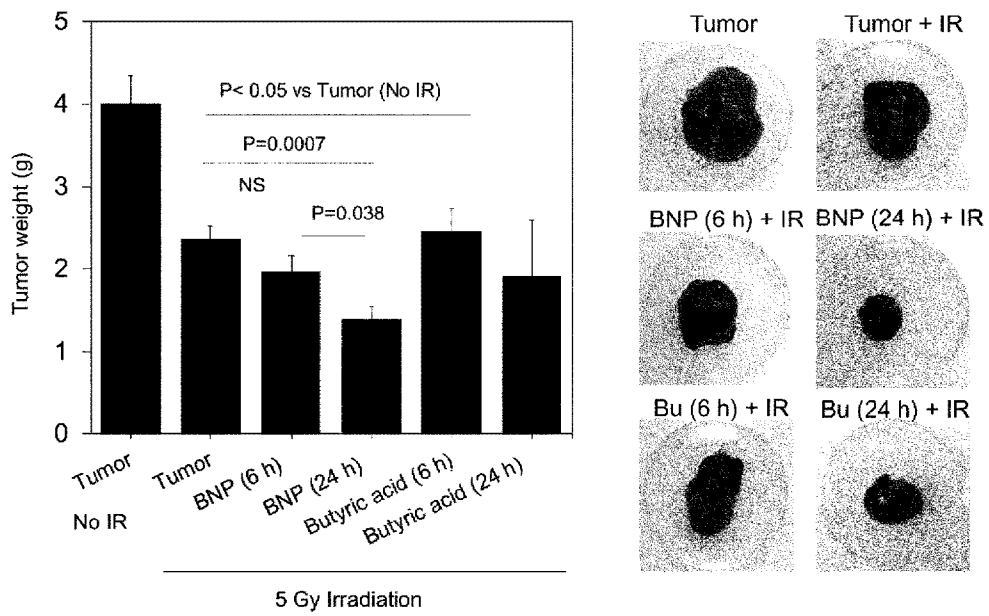 5
4
3
2
1
0
Tumor weight (g)
P< 0.05 vs Tumor (No IR)
P=0.0007
NS
P=0.038
Tumor
Tumor
BNP (6 h)
BNP (24 h)
Butyric acid (6 h)
Butyric acid (24 h)
No IR
5 Gy Irradiation
Tumor
Tumor + IR
BNP (6 h) + IR
BNP (24 h) + IR
Bu (6 h) + IR
Bu (24 h) + IR